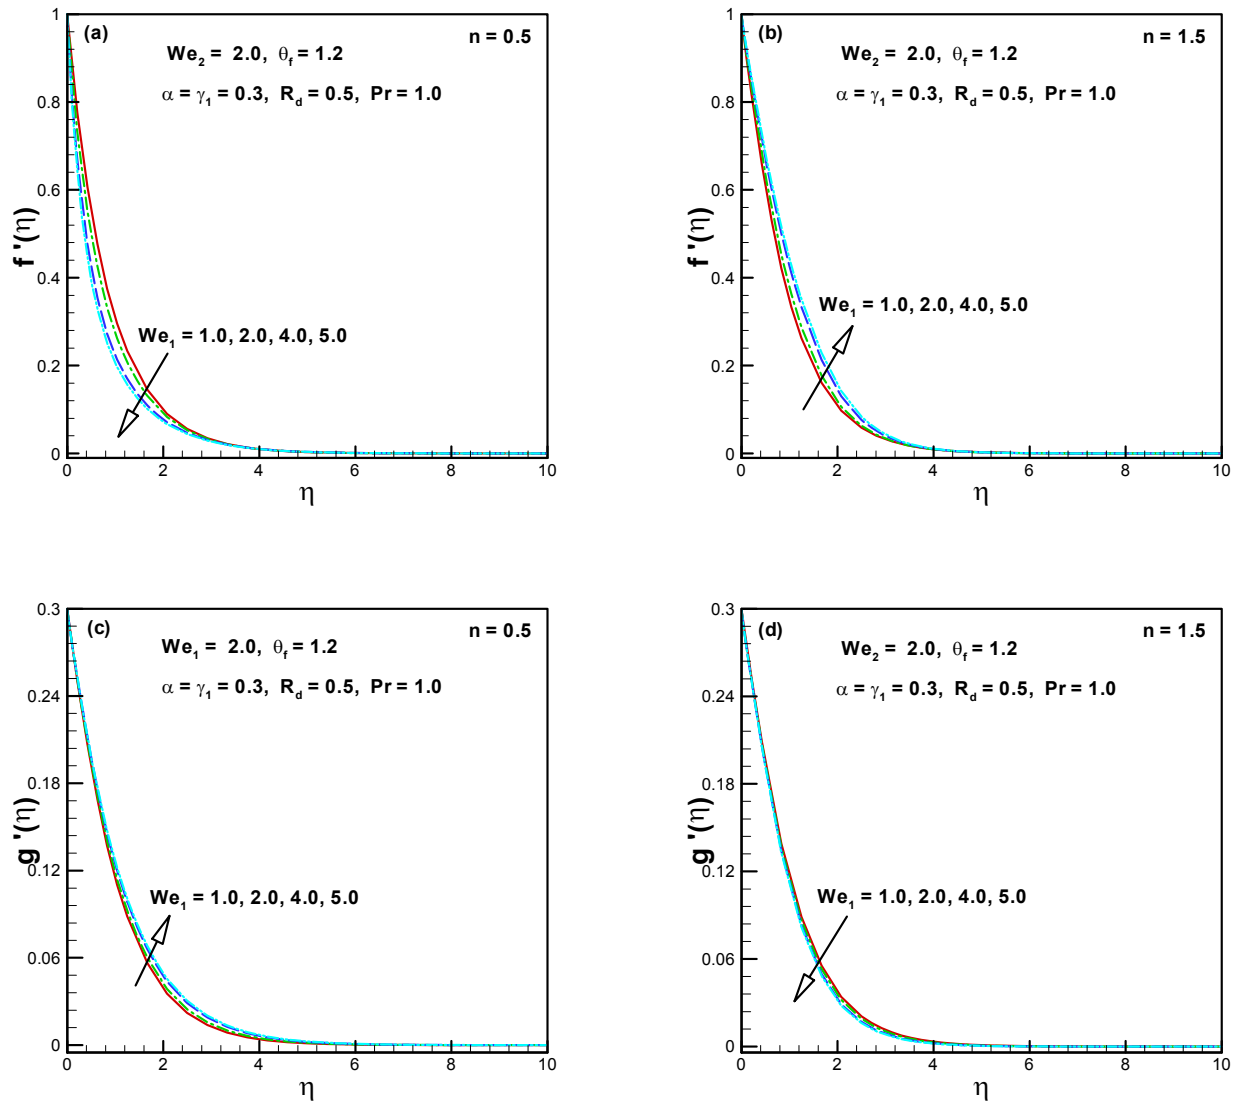 (a)
n = 0.5
We₂ = 2.0, θf = 1.2
α = γ₁ = 0.3, Rd = 0.5, Pr = 1.0
We₁ = 1.0, 2.0, 4.0, 5.0
f '(η)
1
0.8
0.6
0.4
0.2
0
0 2 4 6 8 10
η
(b)
n = 1.5
We₂ = 2.0, θf = 1.2
α = γ₁ = 0.3, Rd = 0.5, Pr = 1.0
We₁ = 1.0, 2.0, 4.0, 5.0
f '(η)
1
0.8
0.6
0.4
0.2
0
0 2 4 6 8 10
η
(c)
n = 0.5
We₁ = 2.0, θf = 1.2
α = γ₁ = 0.3, Rd = 0.5, Pr = 1.0
We₁ = 1.0, 2.0, 4.0, 5.0
g '(η)
0.3
0.24
0.18
0.12
0.06
0
0 2 4 6 8 10
η
(d)
n = 1.5
We₂ = 2.0, θf = 1.2
α = γ₁ = 0.3, Rd = 0.5, Pr = 1.0
We₁ = 1.0, 2.0, 4.0, 5.0
g '(η)
0.3
0.24
0.18
0.12
0.06
0
0 2 4 6 8 10
η